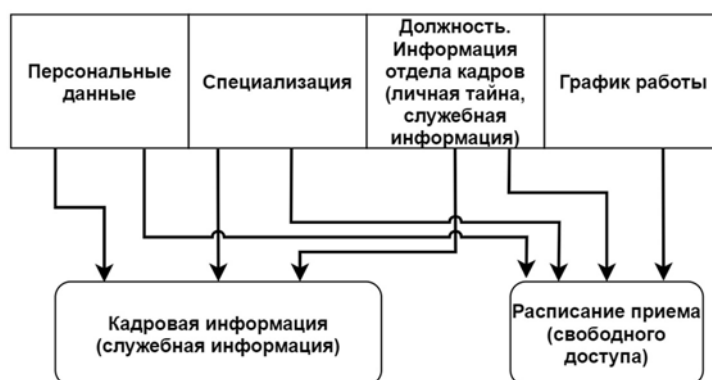 Персональные
данные
Специализация
Должность.
Информация
отдела кадров
(личная тайна,
служебная
информация)
График работы
Кадровая информация
(служебная информация)
Расписание приема
(свободного
доступа)